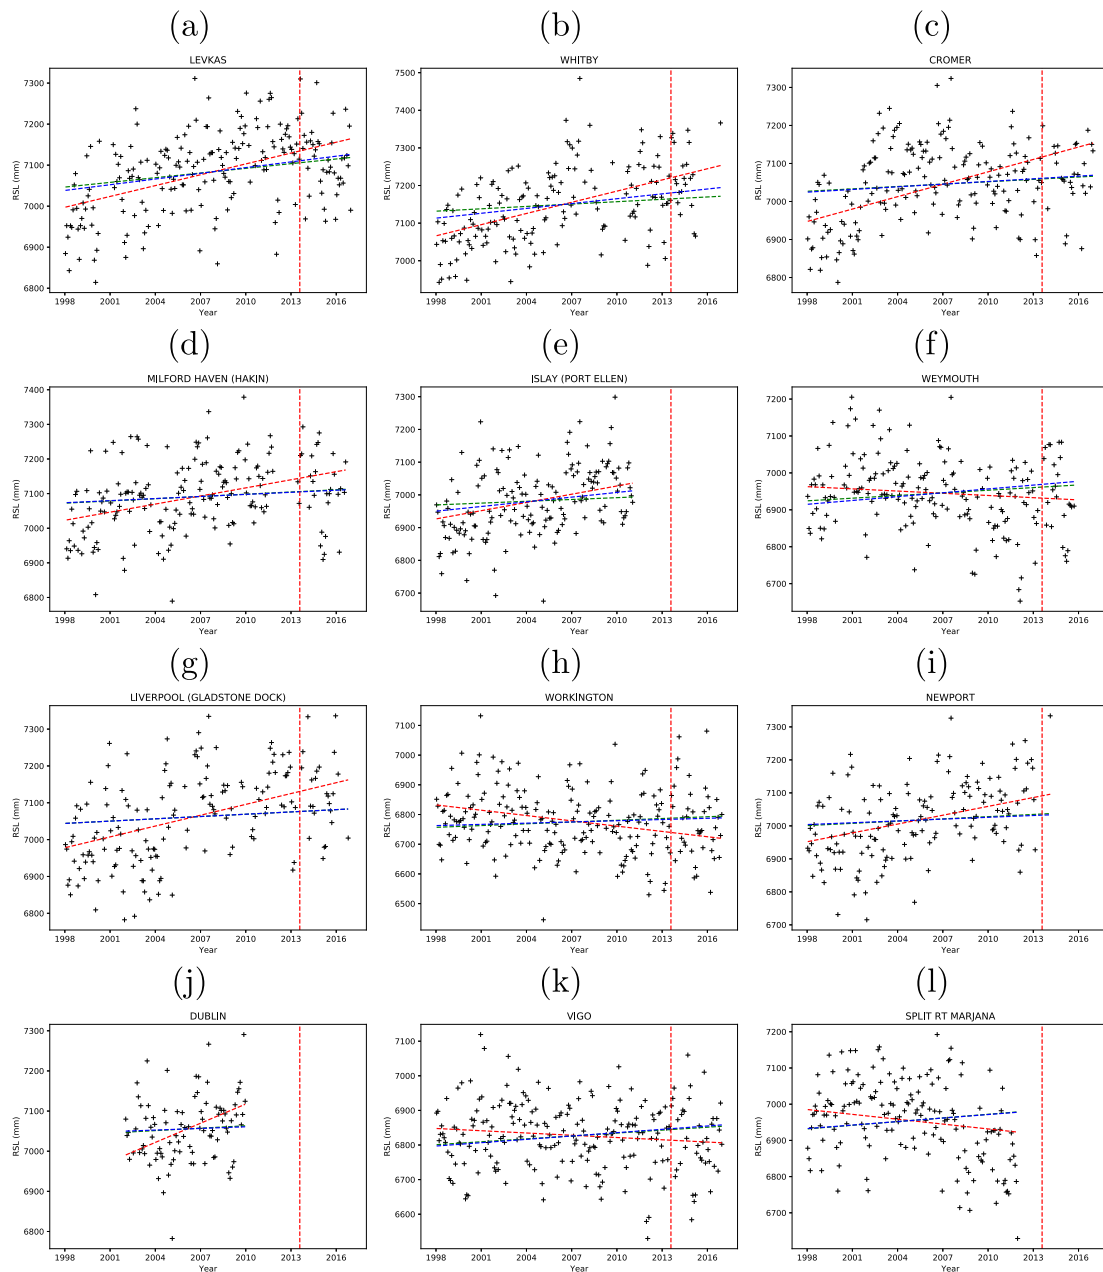 (a) (b) (c)
LEVKAS WHITBY CROMER
7300 7200 7100 7000 6900 6800
RSL (mm)
1998 2001 2004 2007 2010 2013 2016
Year
7500 7400 7300 7200 7100 7000
RSL (mm)
1998 2001 2004 2007 2010 2013 2016
Year
7300 7200 7100 7000 6900 6800
RSL (mm)
1998 2001 2004 2007 2010 2013 2016
Year
(d) (e) (f)
MILFORD HAVEN (HAKIN) ISLAY (PORT ELLEN) WEYMOUTH
7400 7300 7200 7100 7000 6900 6800
RSL (mm)
1998 2001 2004 2007 2010 2013 2016
Year
7300 7200 7100 7000 6900 6800 6700
RSL (mm)
1998 2001 2004 2007 2010 2013 2016
Year
7200 7100 7000 6900 6800 6700
RSL (mm)
1998 2001 2004 2007 2010 2013 2016
Year
(g) (h) (i)
LIVERPOOL (GLADSTONE DOCK) WORKINGTON NEWPORT
7300 7200 7100 7000 6900 6800
RSL (mm)
1998 2001 2004 2007 2010 2013 2016
Year
7100 7000 6900 6800 6700 6600 6500
RSL (mm)
1998 2001 2004 2007 2010 2013 2016
Year
7300 7200 7100 7000 6900 6800 6700
RSL (mm)
1998 2001 2004 2007 2010 2013 2016
Year
(j) (k) (l)
DUBLIN VIGO SPLIT RT MARJANA
7300 7200 7100 7000 6900 6800
RSL (mm)
1998 2001 2004 2007 2010 2013 2016
Year
7100 7000 6900 6800 6700 6600
RSL (mm)
1998 2001 2004 2007 2010 2013 2016
Year
7200 7100 7000 6900 6800 6700
RSL (mm)
1998 2001 2004 2007 2010 2013 2016
Year